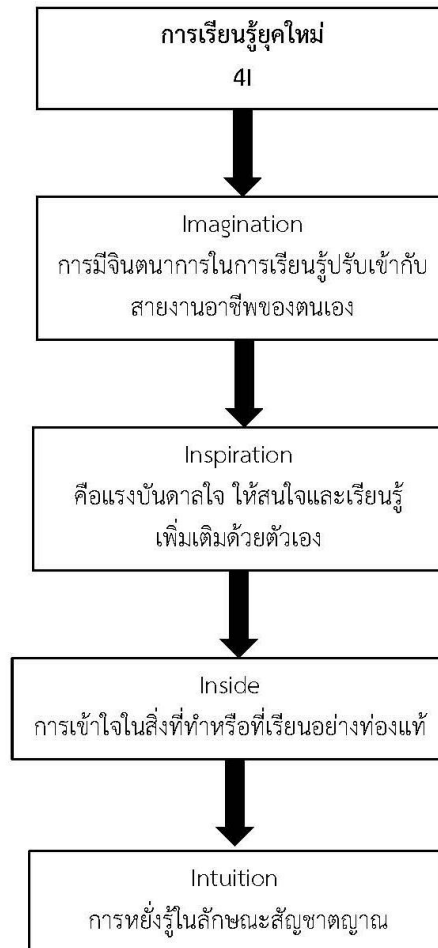 การเรียนรู้ยุคใหม่
4I
Imagination
การมีจินตนาการในการเรียนรู้ปรับเข้ากับ
สายงานอาชีพของตนเอง
Inspiration
คือแรงบันดาลใจ ให้สนใจและเรียนรู้
เพิ่มเติมด้วยตัวเอง
Inside
การเข้าใจในสิ่งที่ทำหรือที่เรียนอย่างท่องแท้
Intuition
การหยั่งรู้ในลักษณะสัญชาตญาณ